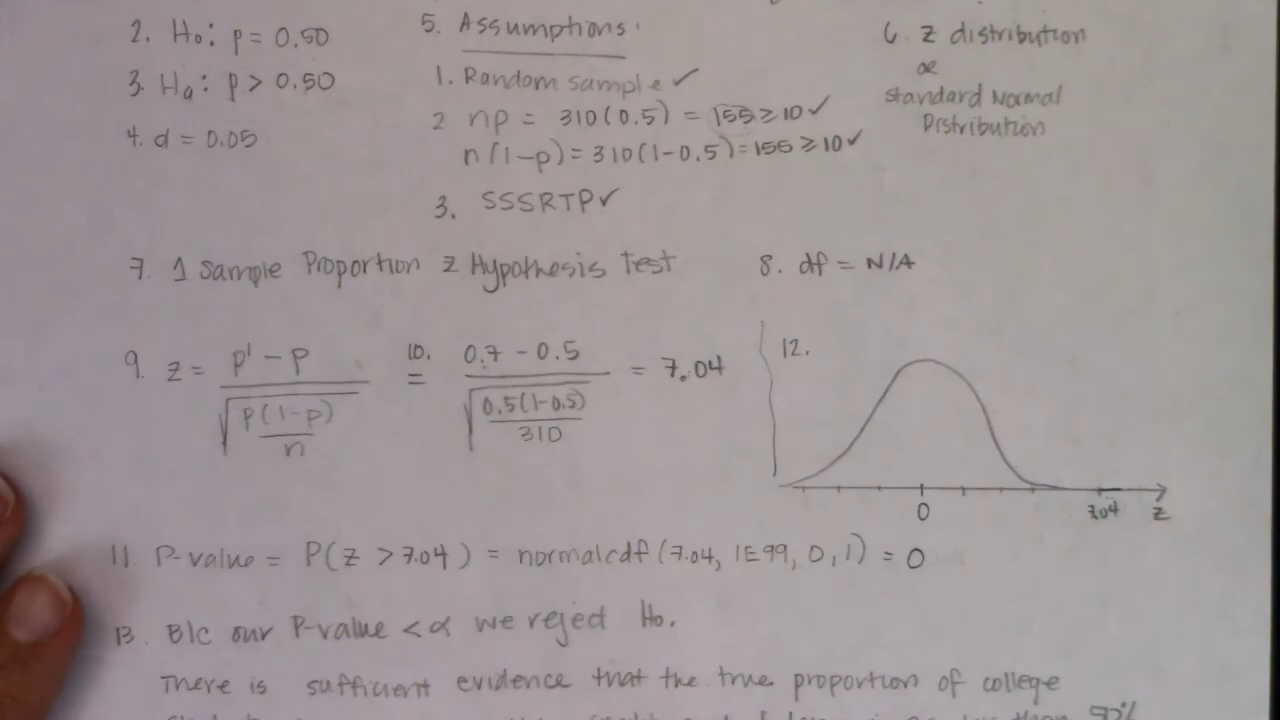 2. Ho: p = 0.50
3. Ha: p > 0.50
4. α = 0.05
5. Assumptions:
1. Random sample ✓
2 np = 310(0.5) = 155 ≥ 10 ✓
n(1-p) = 310(1-0.5) = 155 ≥ 10 ✓
3. SSSRTP ✓
6. z distribution
or
Standard Normal
Distribution
7. 1 Sample Proportion z Hypothesis Test
8. df = N/A
9. z = (p' - p) / √(p(1-p)/n)
10. = (0.7 - 0.5) / √(0.5(1-0.5)/310) = 7.04
12.
0 7.04 z
11. P-value = P(z > 7.04) = normalcdf(7.04, 1E99, 0, 1) = 0
13. B/c our P-value < α we reject Ho.
There is sufficient evidence that the true proportion of college
50%